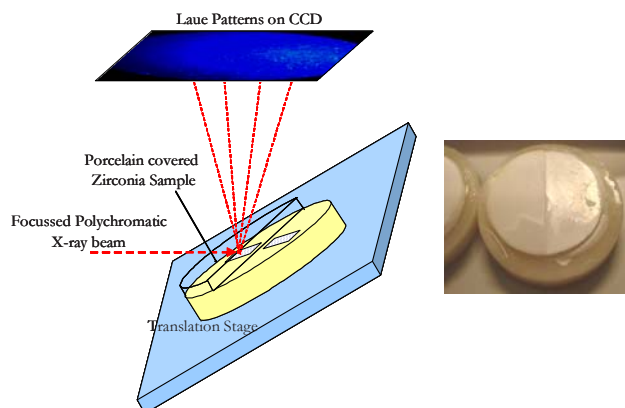 Laue Patterns on CCD
Porcelain covered
Zirconia Sample
Focussed Polychromatic
X-ray beam
Translation Stage